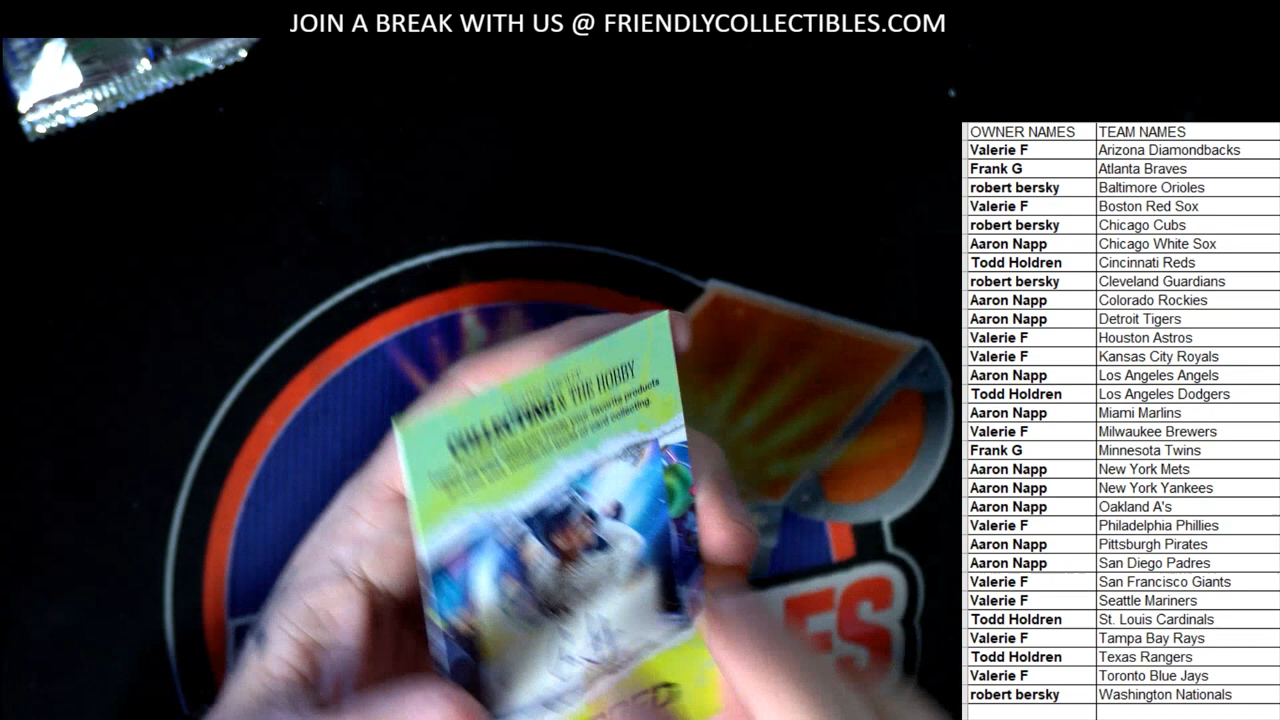 JOIN A BREAK WITH US @ FRIENDLYCOLLECTIBLES.COM
OWNER NAMES TEAM NAMES
Valerie F Arizona Diamondbacks
Frank G Atlanta Braves
robert bersky Baltimore Orioles
Valerie F Boston Red Sox
robert bersky Chicago Cubs
Aaron Napp Chicago White Sox
Todd Holdren Cincinnati Reds
robert bersky Cleveland Guardians
Aaron Napp Colorado Rockies
Aaron Napp Detroit Tigers
Valerie F Houston Astros
Valerie F Kansas City Royals
Aaron Napp Los Angeles Angels
Todd Holdren Los Angeles Dodgers
Aaron Napp Miami Marlins
Valerie F Milwaukee Brewers
Frank G Minnesota Twins
Aaron Napp New York Mets
Aaron Napp New York Yankees
Aaron Napp Oakland A's
Valerie F Philadelphia Phillies
Aaron Napp Pittsburgh Pirates
Aaron Napp San Diego Padres
Valerie F San Francisco Giants
Valerie F Seattle Mariners
Todd Holdren St. Louis Cardinals
Valerie F Tampa Bay Rays
Todd Holdren Texas Rangers
Valerie F Toronto Blue Jays
robert bersky Washington Nationals
THE HOBBY
favorite products
card collecting.
ES